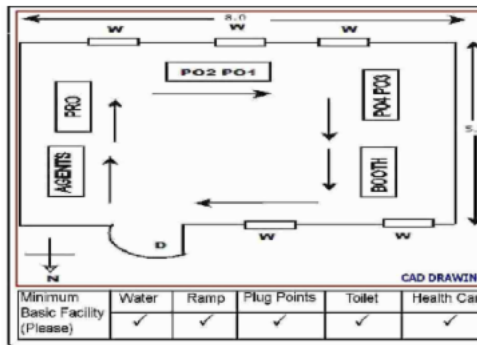 8.0
W W W
PO2 PO1
PRO
PO4 PO3
AGENTS
BOOTH
D
W W
N
CAD DRAWIN
Minimum Basic Facility (Please) Water Ramp Plug Points Toilet Health Car
✓ ✓ ✓ ✓ ✓